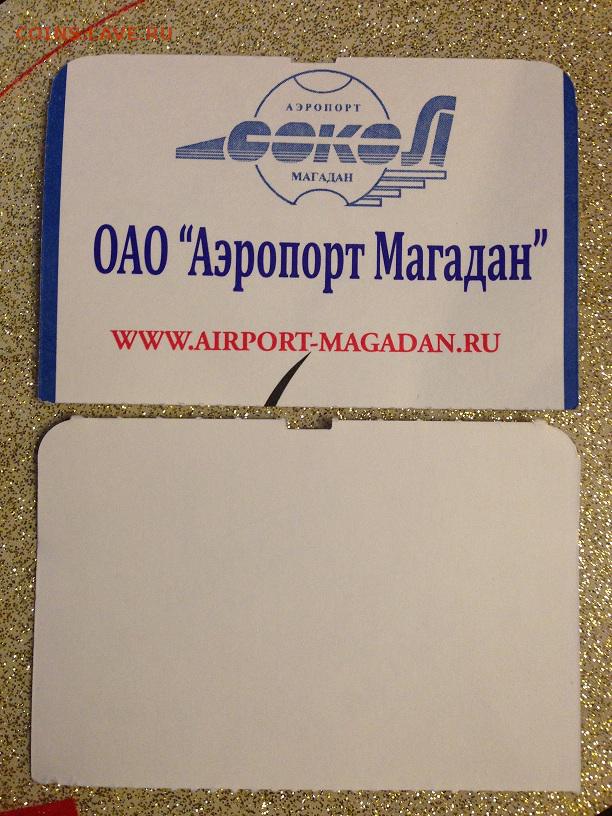 COINS.LAVE.RU
АЭРОПОРТ
СОКОЛ
МАГАДАН
ОАО “Аэропорт Магадан”
WWW.AIRPORT-MAGADAN.RU